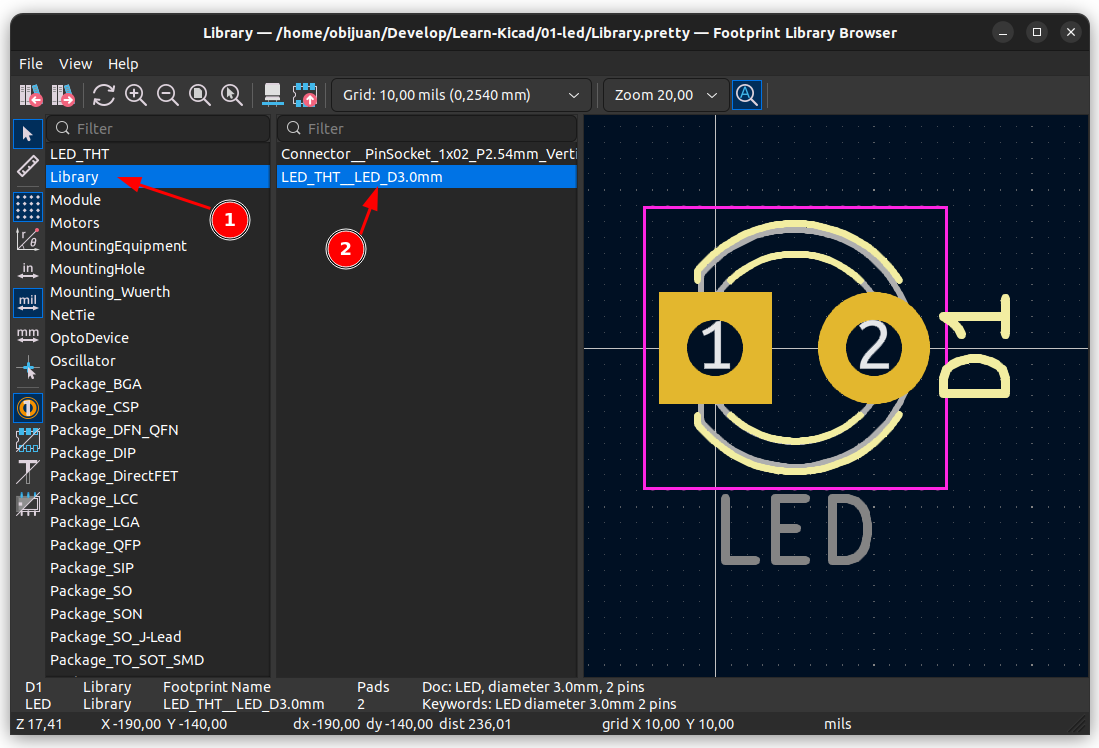 Library — /home/obijuan/Develop/Learn-Kicad/01-led/Library.pretty — Footprint Library Browser
File View Help
Grid: 10,00 mils (0,2540 mm)
Zoom 20,00
Filter
Filter
LED_THT
Library
Module
Motors
MountingEquipment
MountingHole
Mounting_Wuerth
NetTie
OptoDevice
Oscillator
Package_BGA
Package_CSP
Package_DFN_QFN
Package_DIP
Package_DirectFET
Package_LCC
Package_LGA
Package_QFP
Package_SIP
Package_SO
Package_SON
Package_SO_J-Lead
Package_TO_SOT_SMD
Connector__PinSocket_1x02_P2.54mm_Verti
LED_THT__LED_D3.0mm
1
2
r θ
in
mil
mm
1 2
D1
LED
D1 Library Footprint Name Pads Doc: LED, diameter 3.0mm, 2 pins
LED Library LED_THT__LED_D3.0mm 2 Keywords: LED diameter 3.0mm 2 pins
Z 17,41 X -190,00 Y -140,00 dx -190,00 dy -140,00 dist 236,01 grid X 10,00 Y 10,00 mils